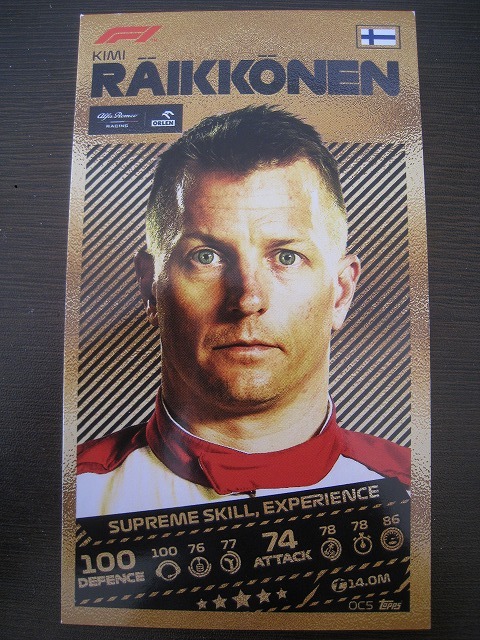 F1
KIMI
RÄIKKÖNEN
Alfa Romeo
RACING
ORLEN
SUPREME SKILL, EXPERIENCE
100
DEFENCE
100
76
77
74
ATTACK
78
78
86
14.0M
OC5 Topps